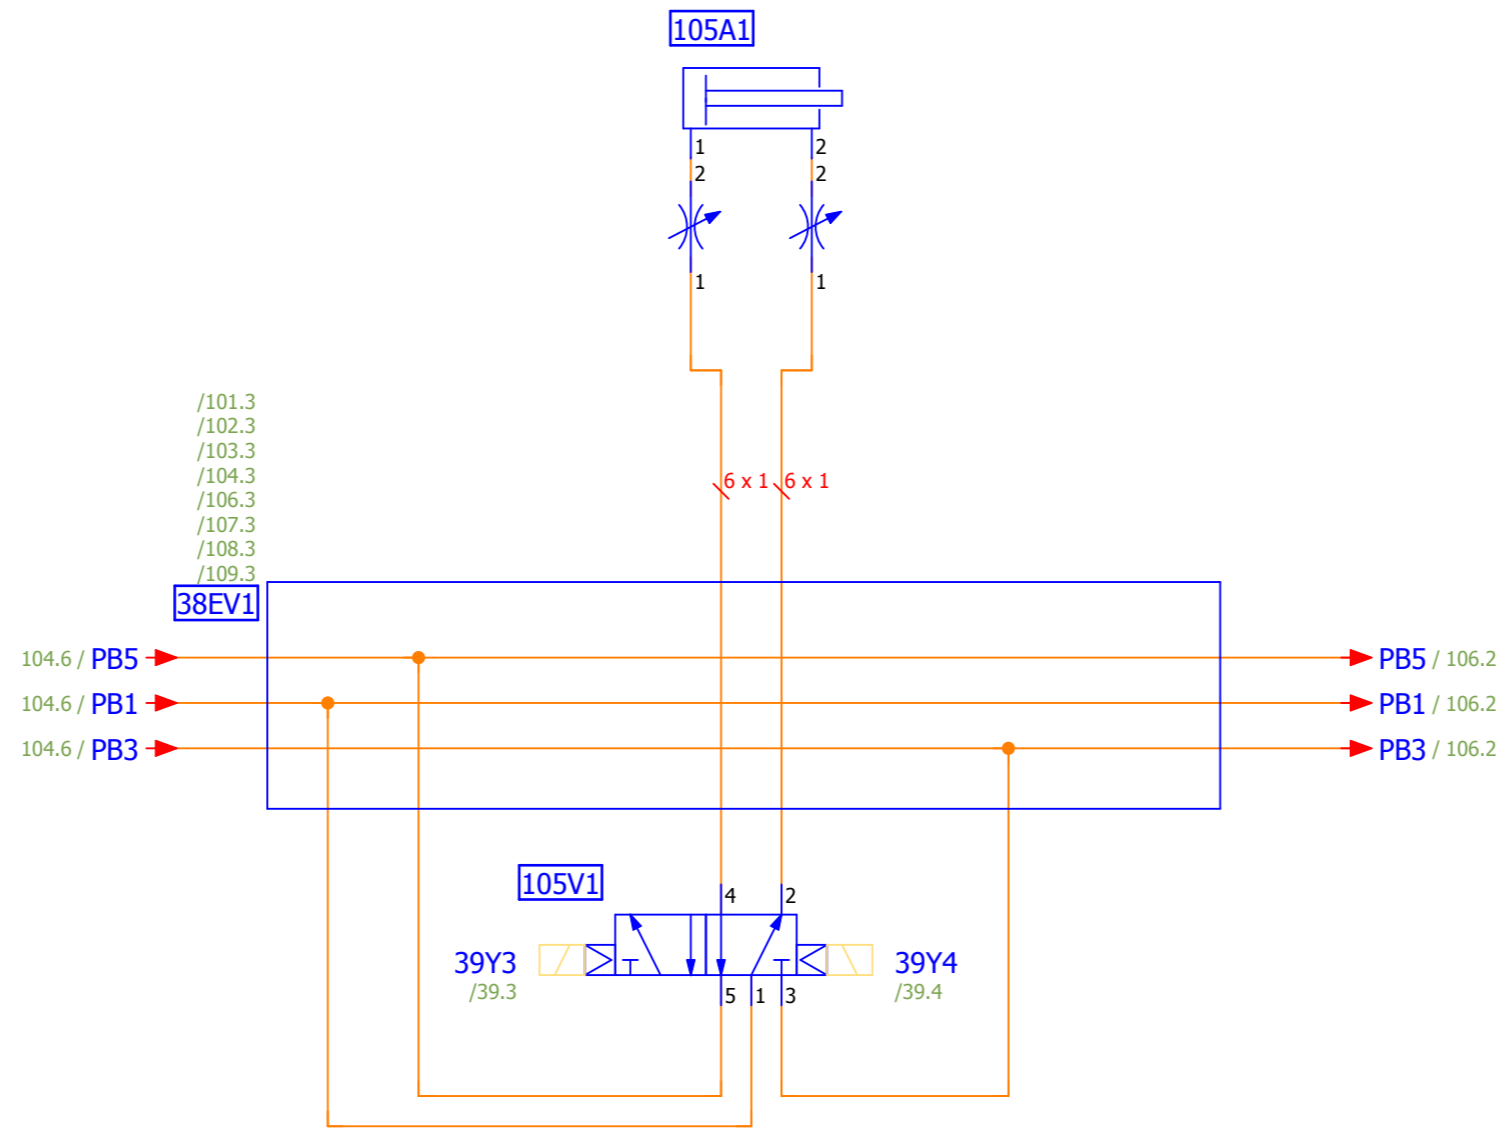 105A1
1
2
2
2
1
1
/101.3
/102.3
/103.3
/104.3
/106.3
/107.3
/108.3
/109.3
6 x 1
6 x 1
38EV1
104.6 / PB5
PB5 / 106.2
104.6 / PB1
PB1 / 106.2
104.6 / PB3
PB3 / 106.2
105V1
4
2
39Y3
/39.3
39Y4
/39.4
5
1
3